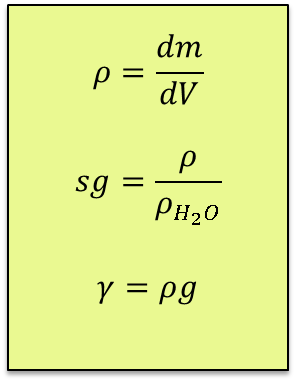 ρ = dm/dV
sg = ρ/ρ_{H_2O}
γ = ρg